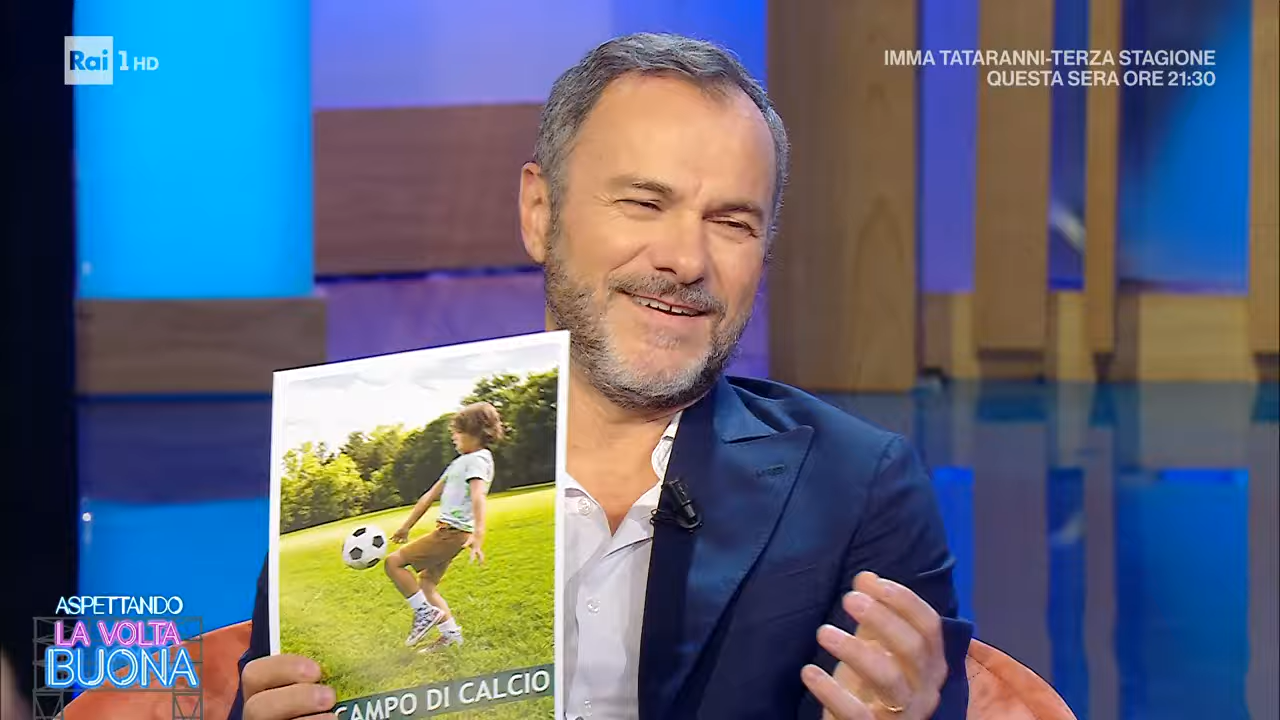 Rai 1 HD
IMMA TATARANNI-TERZA STAGIONE
QUESTA SERA ORE 21:30
CAMPO DI CALCIO
ASPETTANDO
LA VOLTA
BUONA